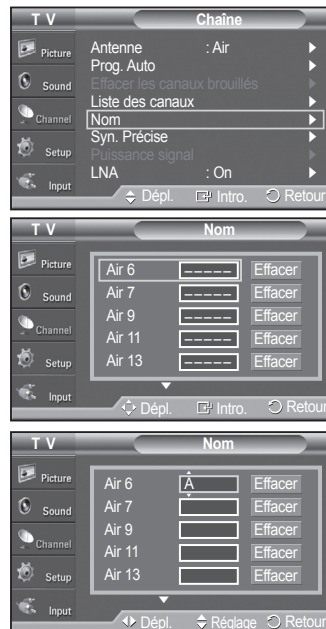 T V Chaîne
Picture
Sound
Channel
Setup
Input
Antenne : Air
Prog. Auto
Effacer les canaux brouillés
Liste des canaux
Nom
Syn. Précise
Puissance signal
LNA : On
Dépl. Intro. Retour
T V Nom
Picture
Sound
Channel
Setup
Input
Air 6 ----- Effacer
Air 7 ----- Effacer
Air 9 ----- Effacer
Air 11 ----- Effacer
Air 13 ----- Effacer
Dépl. Intro. Retour
T V Nom
Picture
Sound
Channel
Setup
Input
Air 6 A Effacer
Air 7 Effacer
Air 9 Effacer
Air 11 Effacer
Air 13 Effacer
Dépl. Réglage Retour